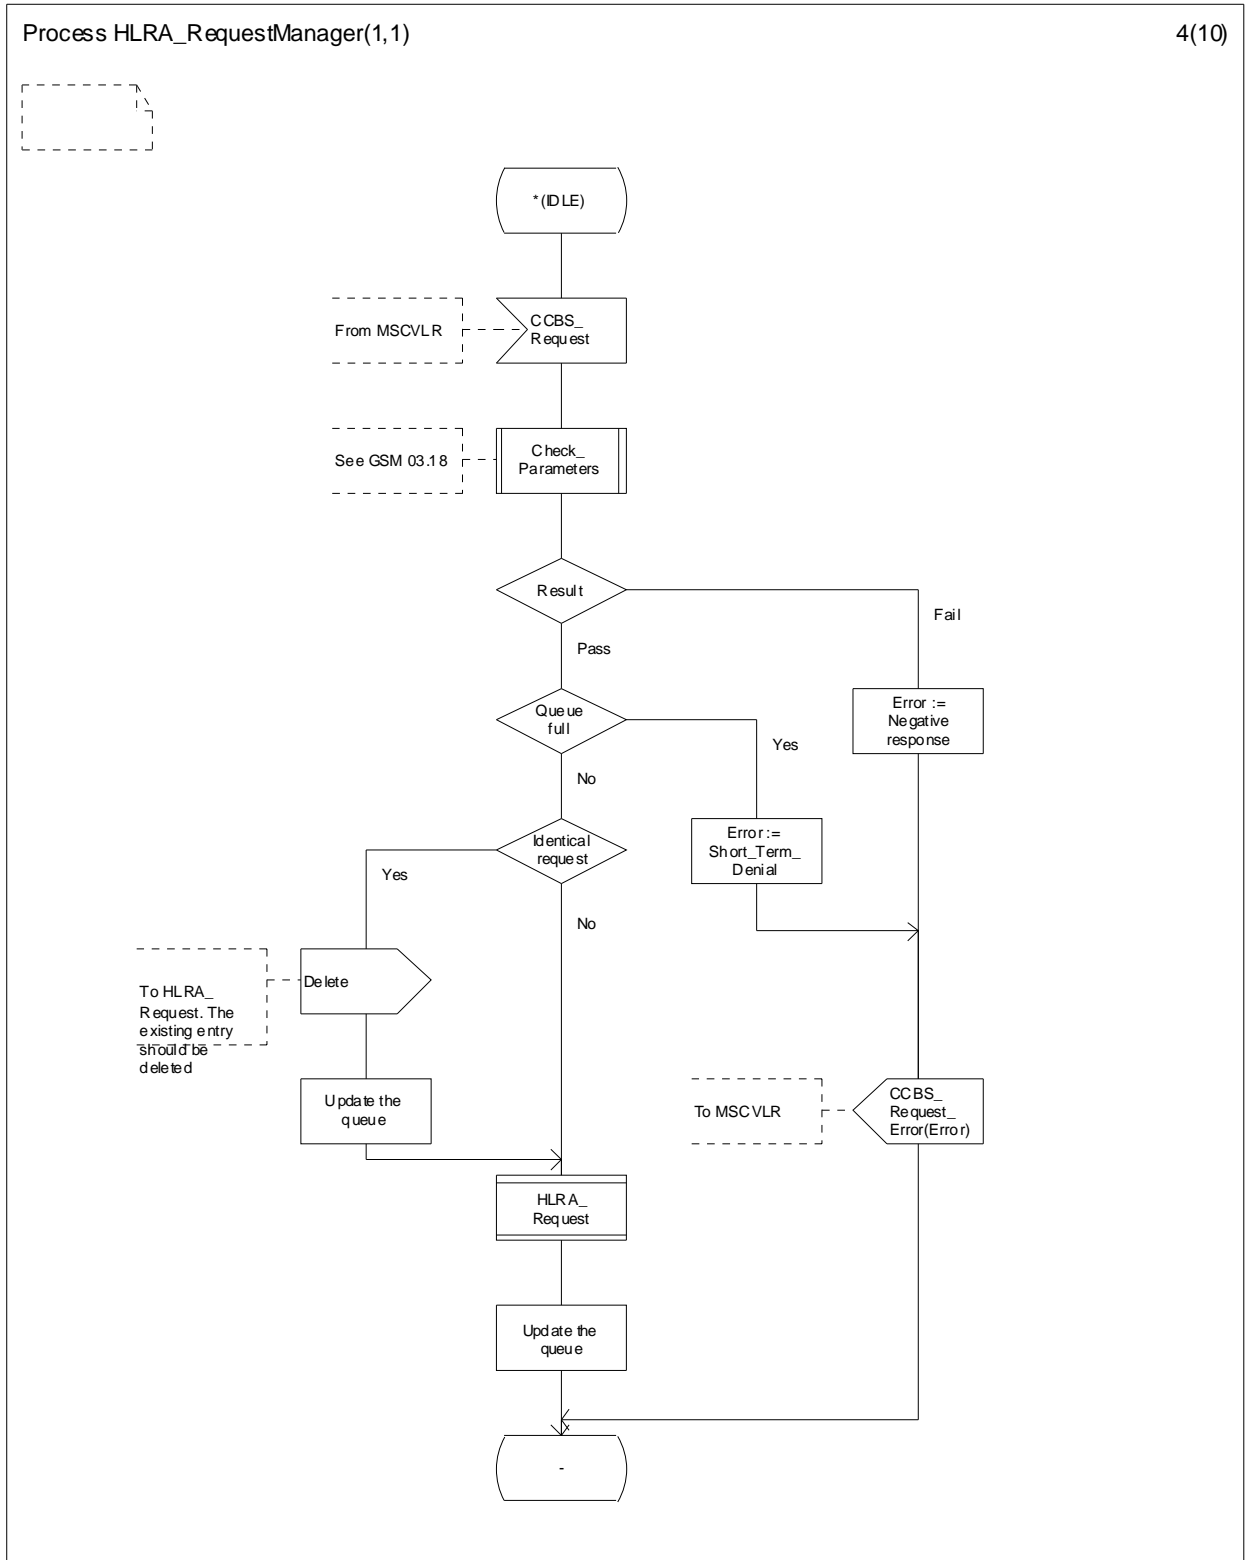 Process HLRA_RequestManager(1,1)
4(10)
*(IDLE)
From MSCVLR
CCBS_
Request
See GSM 03.18
Check_
Parameters
Result
Fail
Pass
Queue
full
Error :=
Negative
response
Yes
No
Identical
request
Error :=
Short_Term_
Denial
Yes
No
To HLRA_
Request. The
existing entry
should be
deleted
Delete
Update the
queue
To MSCVLR
CCBS_
Request_
Error(Error)
HLRA_
Request
Update the
queue
-